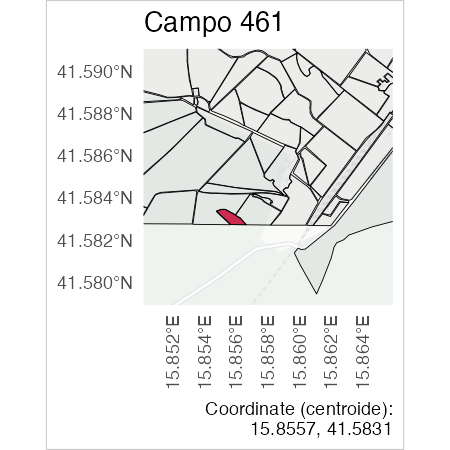 Campo 461
41.590°N
41.588°N
41.586°N
41.584°N
41.582°N
41.580°N
15.852°E
15.854°E
15.856°E
15.858°E
15.860°E
15.862°E
15.864°E
Coordinate (centroide):
15.8557, 41.5831